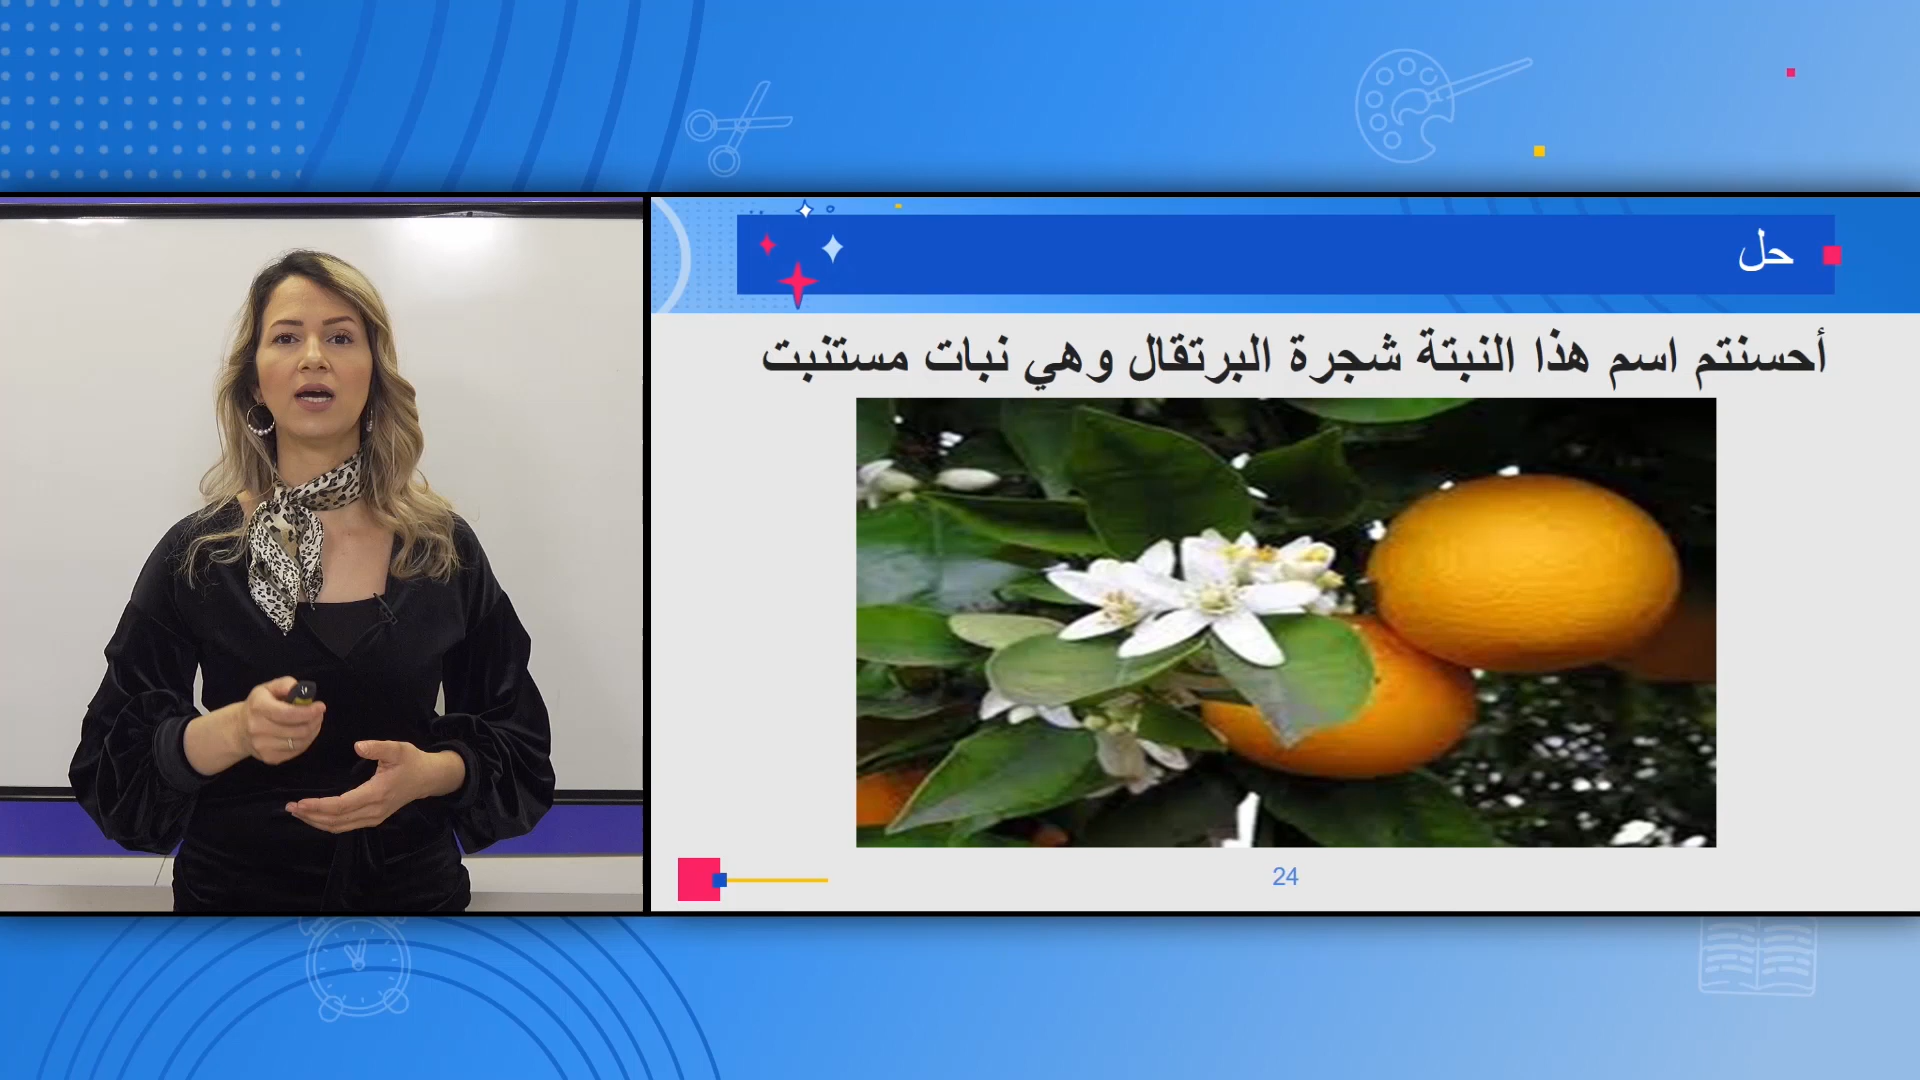 حل
أحسنتم اسم هذا النبتة شجرة البرتقال وهي نبات مستنبت
24